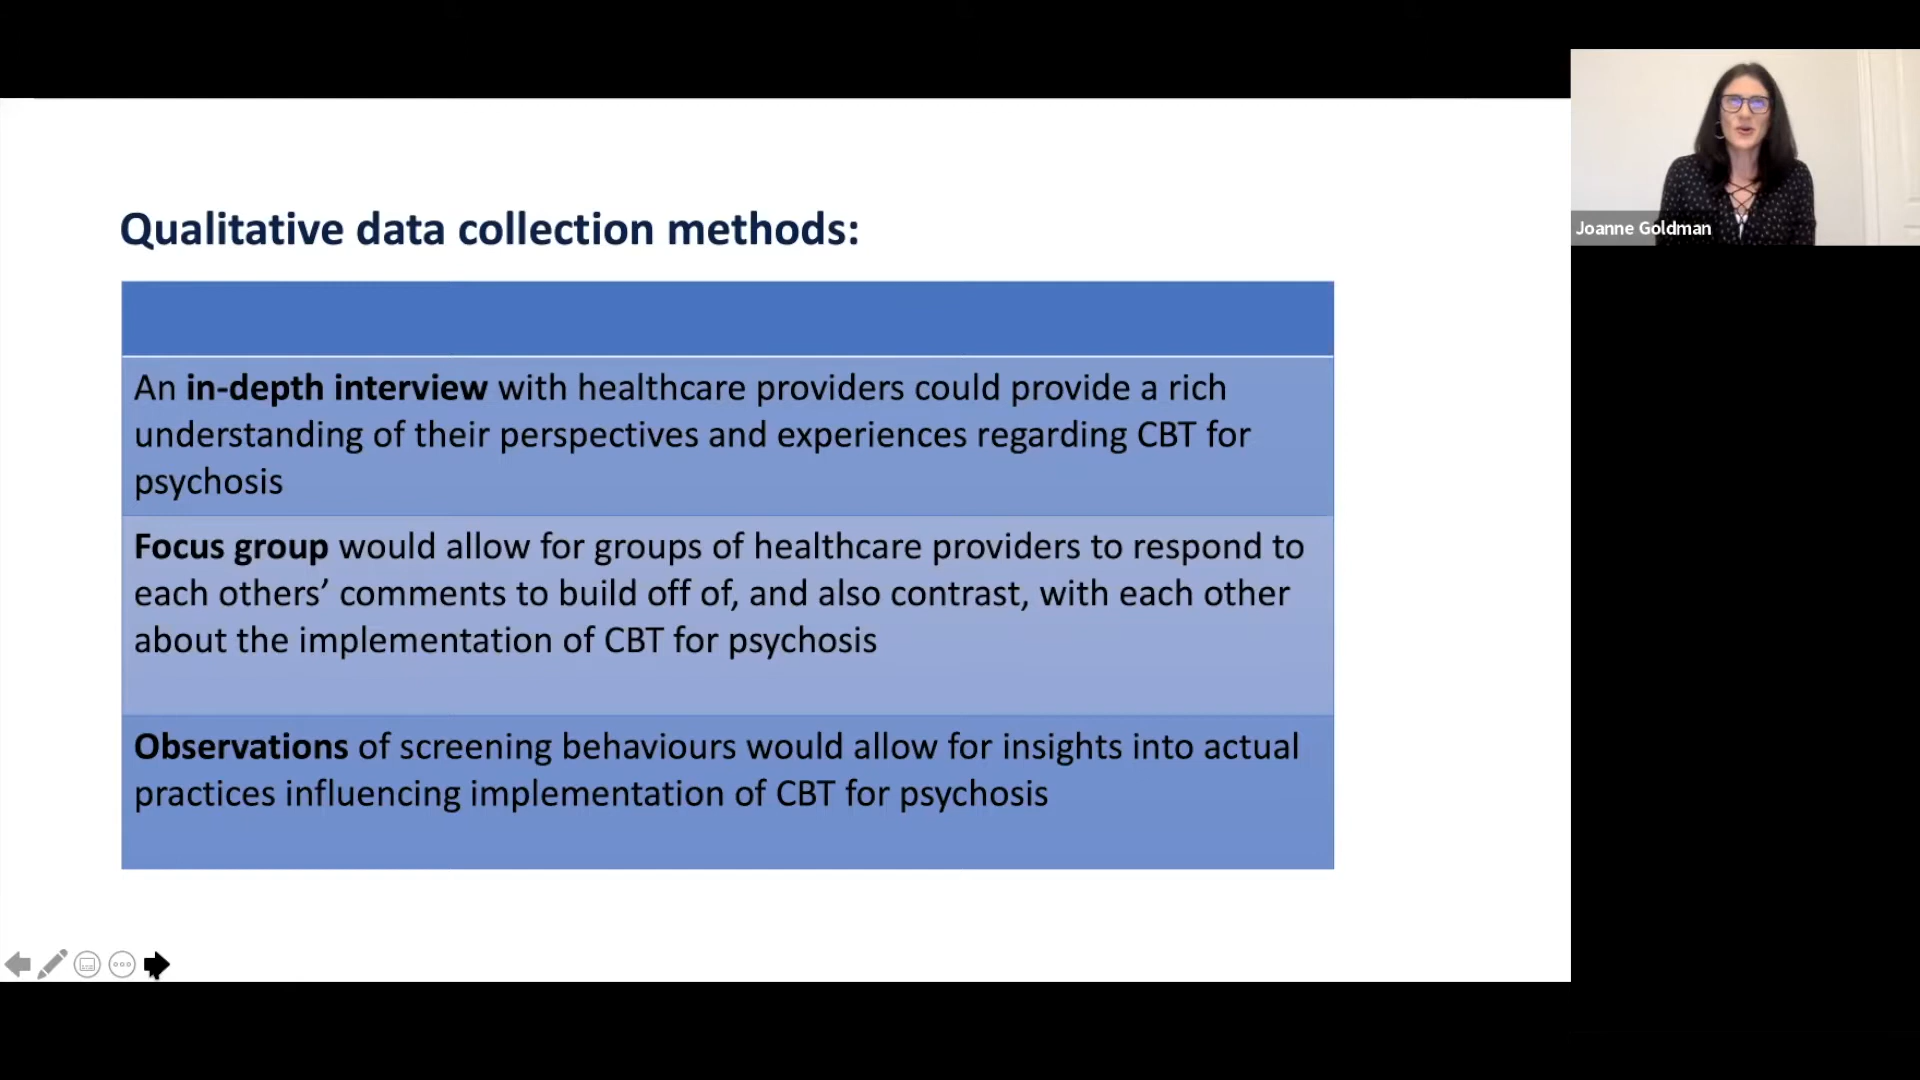 Qualitative data collection methods:
An in-depth interview with healthcare providers could provide a rich
understanding of their perspectives and experiences regarding CBT for
psychosis
Focus group would allow for groups of healthcare providers to respond to
each others’ comments to build off of, and also contrast, with each other
about the implementation of CBT for psychosis
Observations of screening behaviours would allow for insights into actual
practices influencing implementation of CBT for psychosis
Joanne Goldman